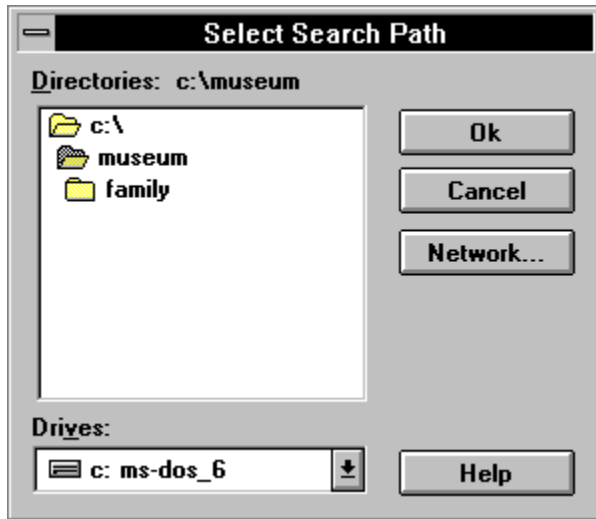 Select Search Path
Directories: c:\museum
c:\
museum
family
Ok
Cancel
Network...
Drives:
c: ms-dos_6
Help